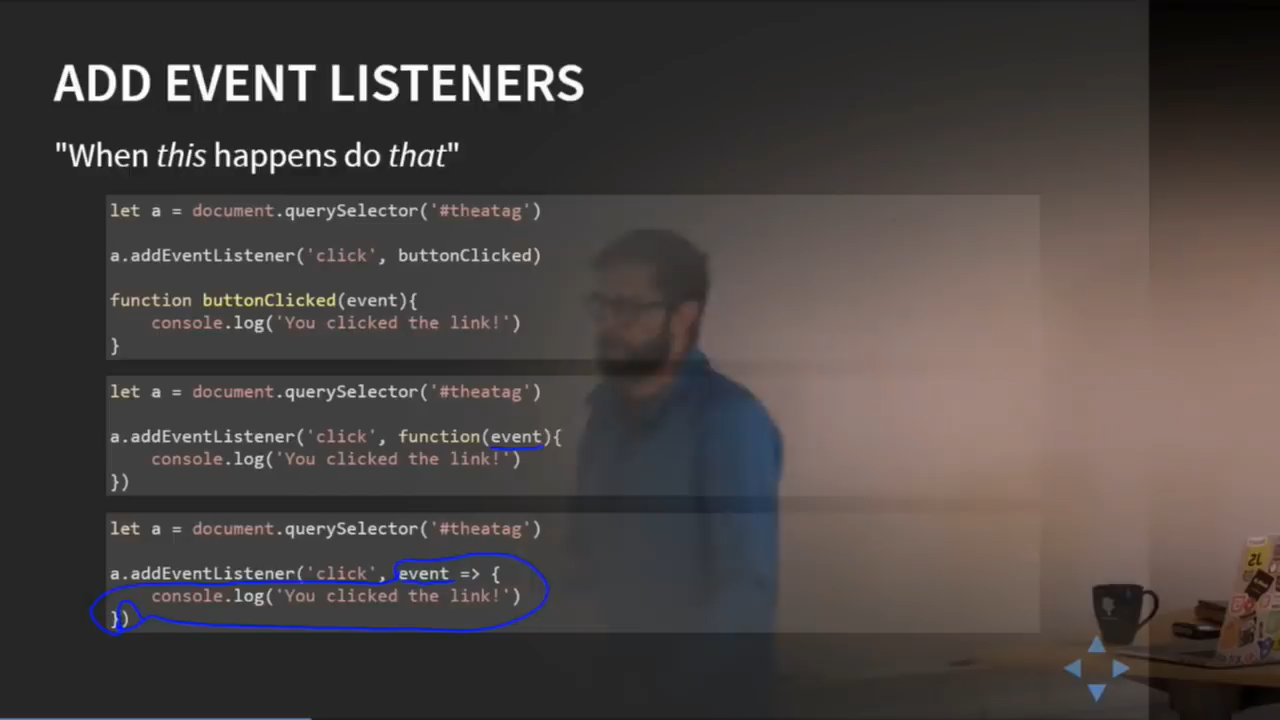 ADD EVENT LISTENERS
"When this happens do that"
let a = document.querySelector('#theatag')
a.addEventListener('click', buttonClicked)
function buttonClicked(event){
    console.log('You clicked the link!')
}
let a = document.querySelector('#theatag')
a.addEventListener('click', function(event){
    console.log('You clicked the link!')
})
let a = document.querySelector('#theatag')
a.addEventListener('click', event => {
    console.log('You clicked the link!')
})